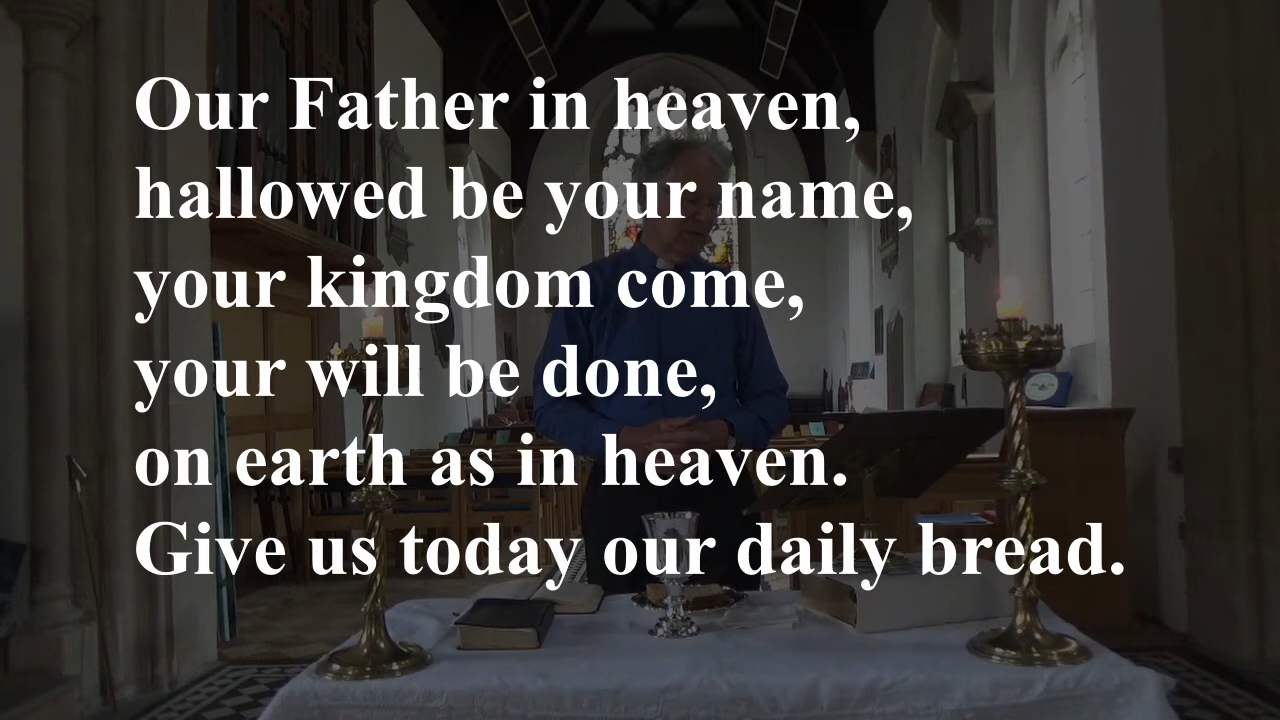 Our Father in heaven,
hallowed be your name,
your kingdom come,
your will be done,
on earth as in heaven.
Give us today our daily bread.